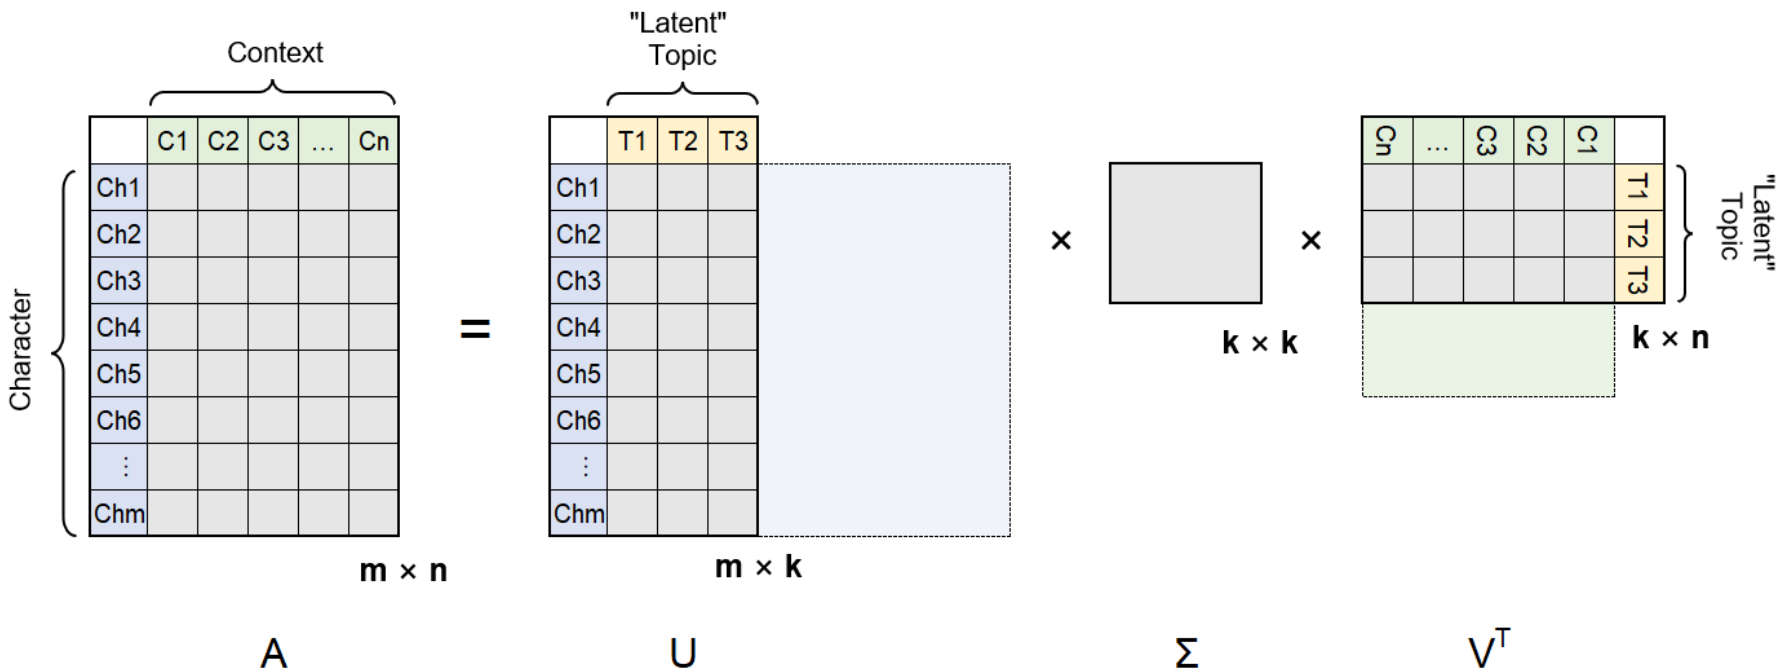 Context
C1 C2 C3 ... Cn
Character
Ch1
Ch2
Ch3
Ch4
Ch5
Ch6
⋮
Chm
m × n
A
=
"Latent"
Topic
T1 T2 T3
Ch1
Ch2
Ch3
Ch4
Ch5
Ch6
⋮
Chm
m × k
U
×
k × k
Σ
×
Cn ... C3 C2 C1
T1
T2
T3
"Latent"
Topic
k × n
V^T